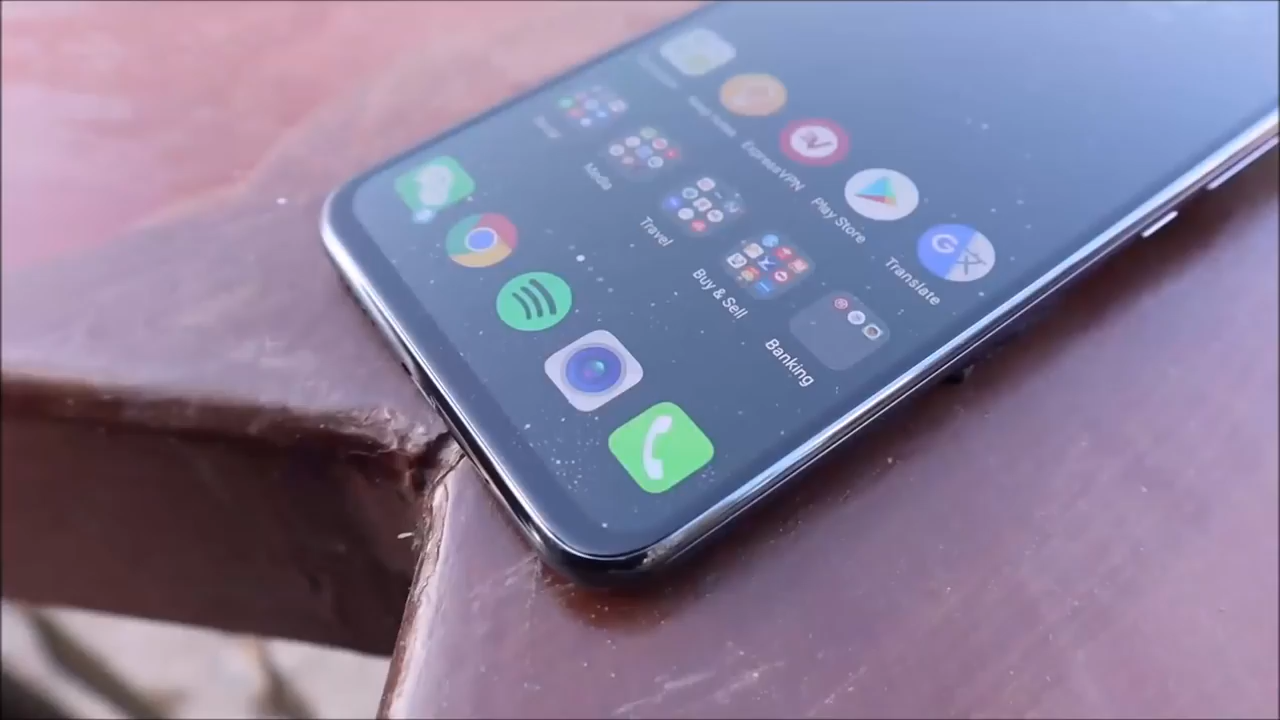 ExpressVPN
Play Store
Translate
Media
Travel
Buy & Sell
Banking